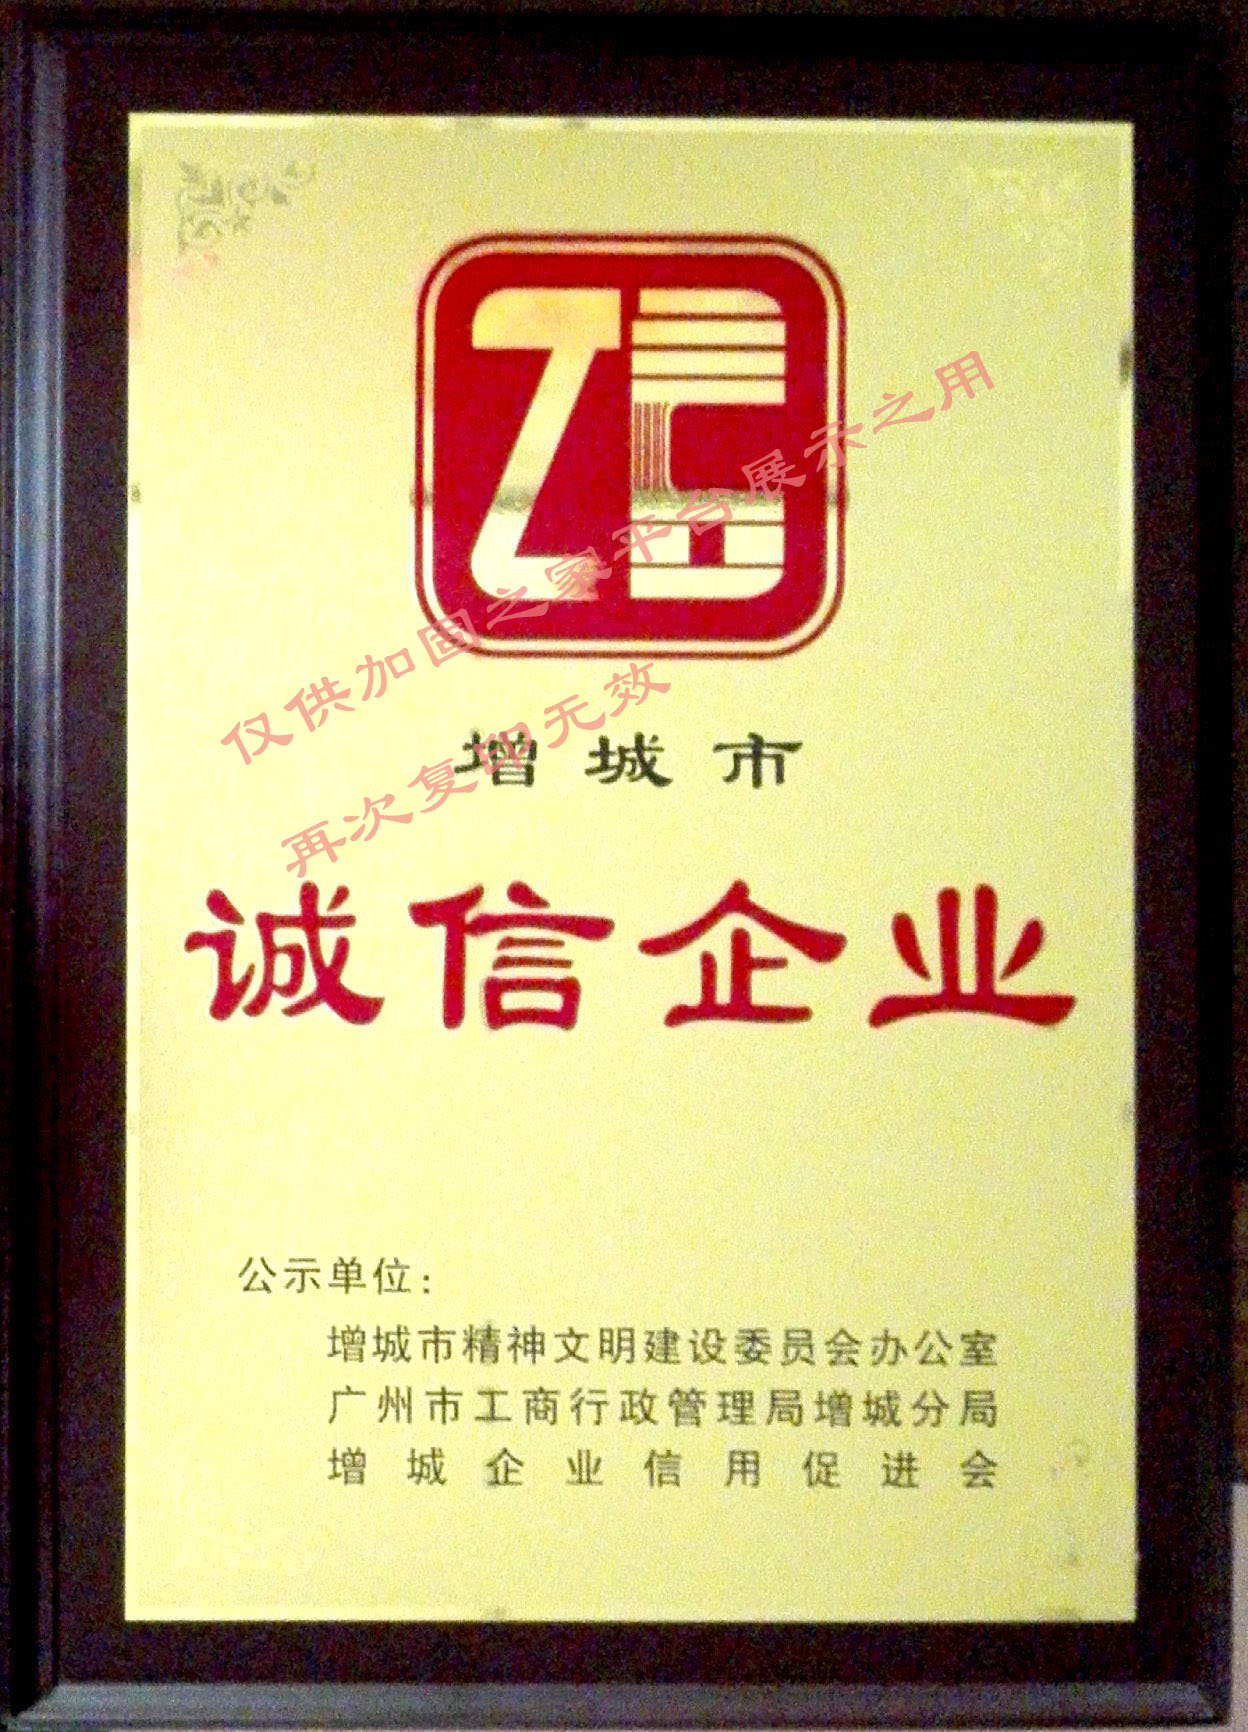 仅供加固之家平台展示之用
再次复印无效
增城市
诚信企业
公示单位：
增城市精神文明建设委员会办公室
广州市工商行政管理局增城分局
增城企业信用促进会